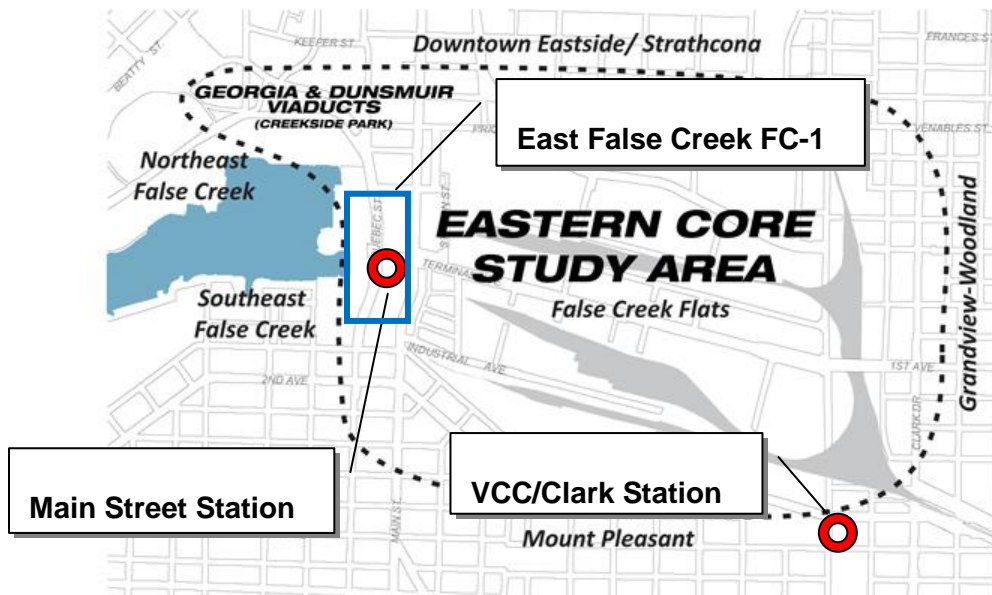 BEATTY ST.
KEEFER ST.
Downtown Eastside/ Strathcona
FRANCES ST
GEORGIA & DUNSMUIR
VIADUCTS
(CREEKSIDE PARK)
East False Creek FC-1
VENABLES ST.
Northeast
False Creek
QUEBEC ST.
EASTERN CORE
STUDY AREA
TERMINAL
False Creek Flats
Southeast
False Creek
INDUSTRIAL AVE
1ST AVE
2ND AVE
Grandview-Woodland
CLARK DR.
Main Street Station
VCC/Clark Station
MAIN ST.
Mount Pleasant